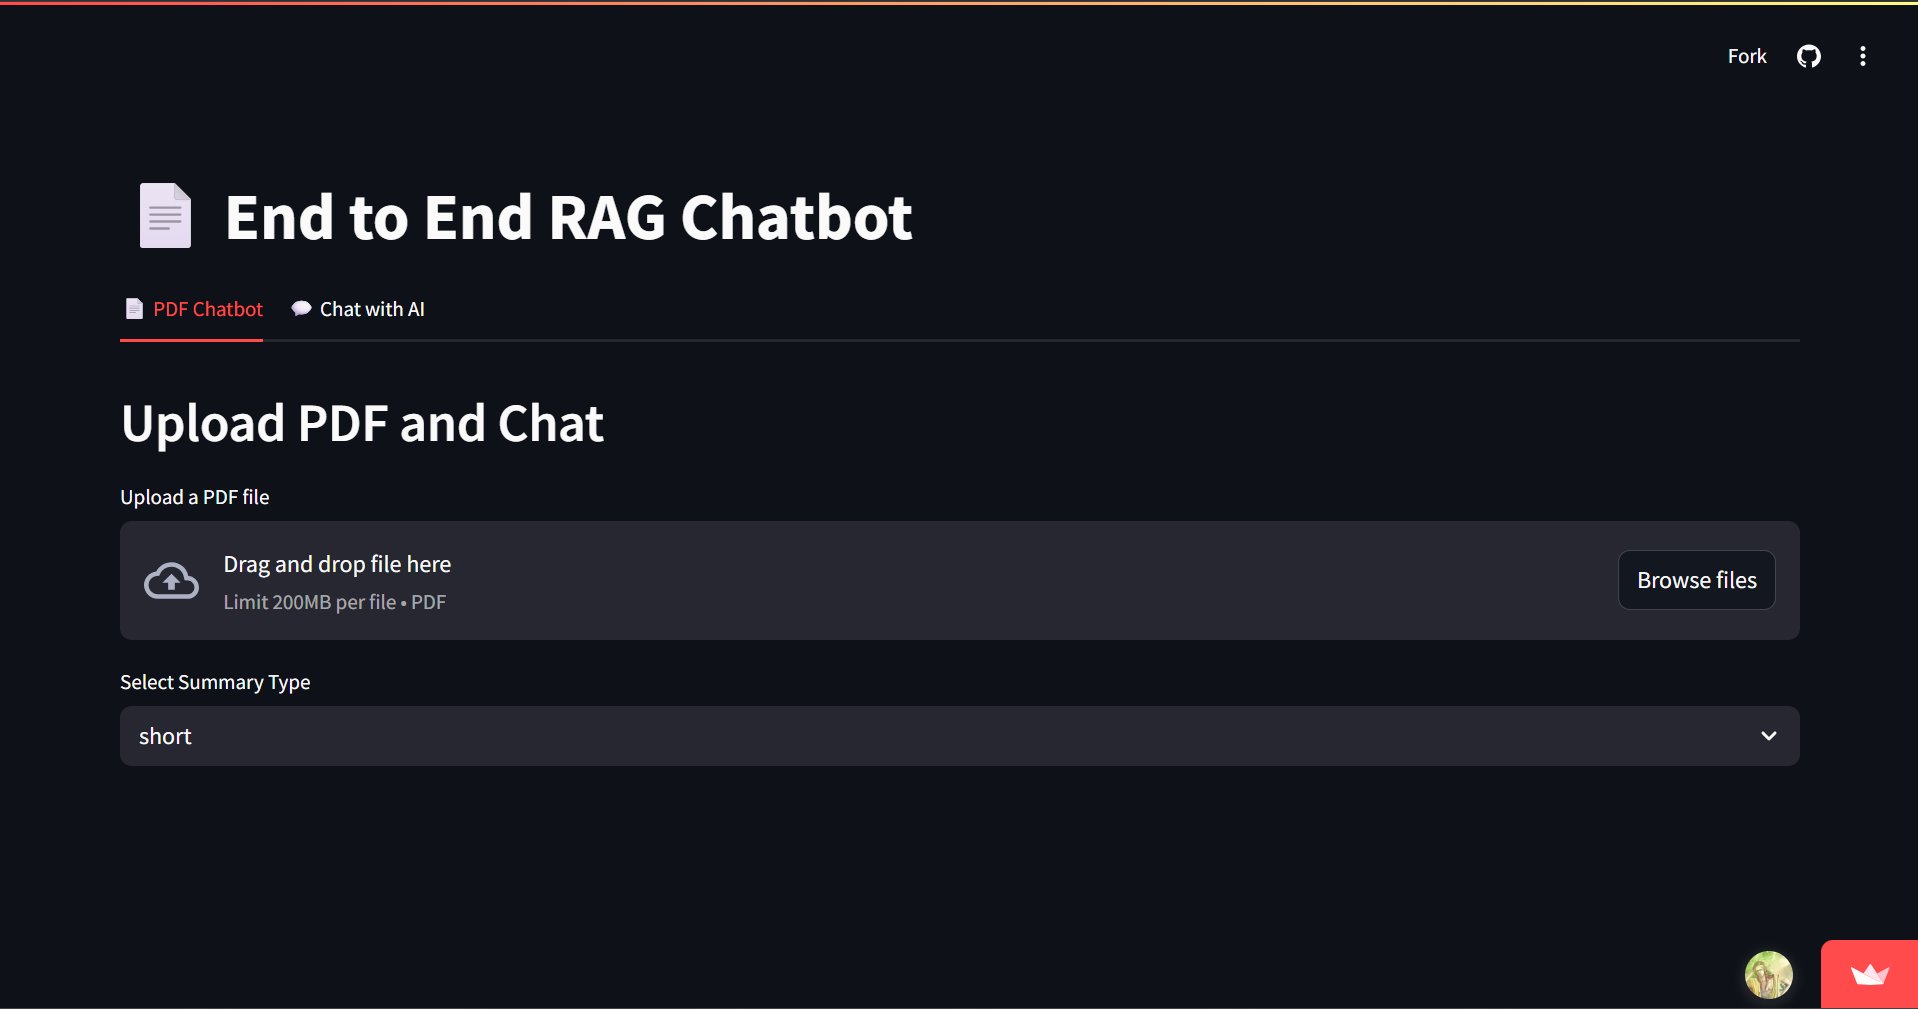 Fork
End to End RAG Chatbot
PDF Chatbot
Chat with AI
Upload PDF and Chat
Upload a PDF file
Drag and drop file here
Limit 200MB per file • PDF
Browse files
Select Summary Type
short